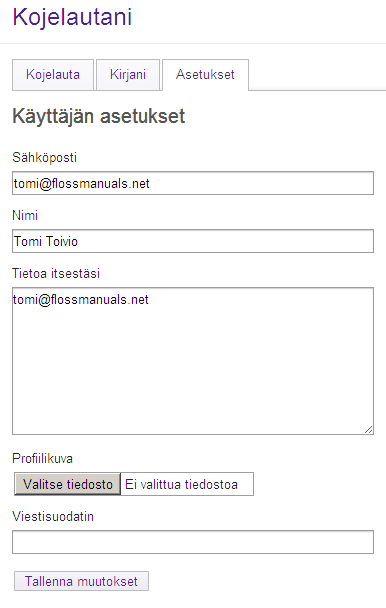 Kojelautani
Kojelauta Kirjani Asetukset
Käyttäjän asetukset
Sähköposti
tomi@flossmanuals.net
Nimi
Tomi Toivio
Tietoa itsestäsi
tomi@flossmanuals.net
Profiilikuva
Valitse tiedosto Ei valittua tiedostoa
Viestisuodatin
Tallenna muutokset